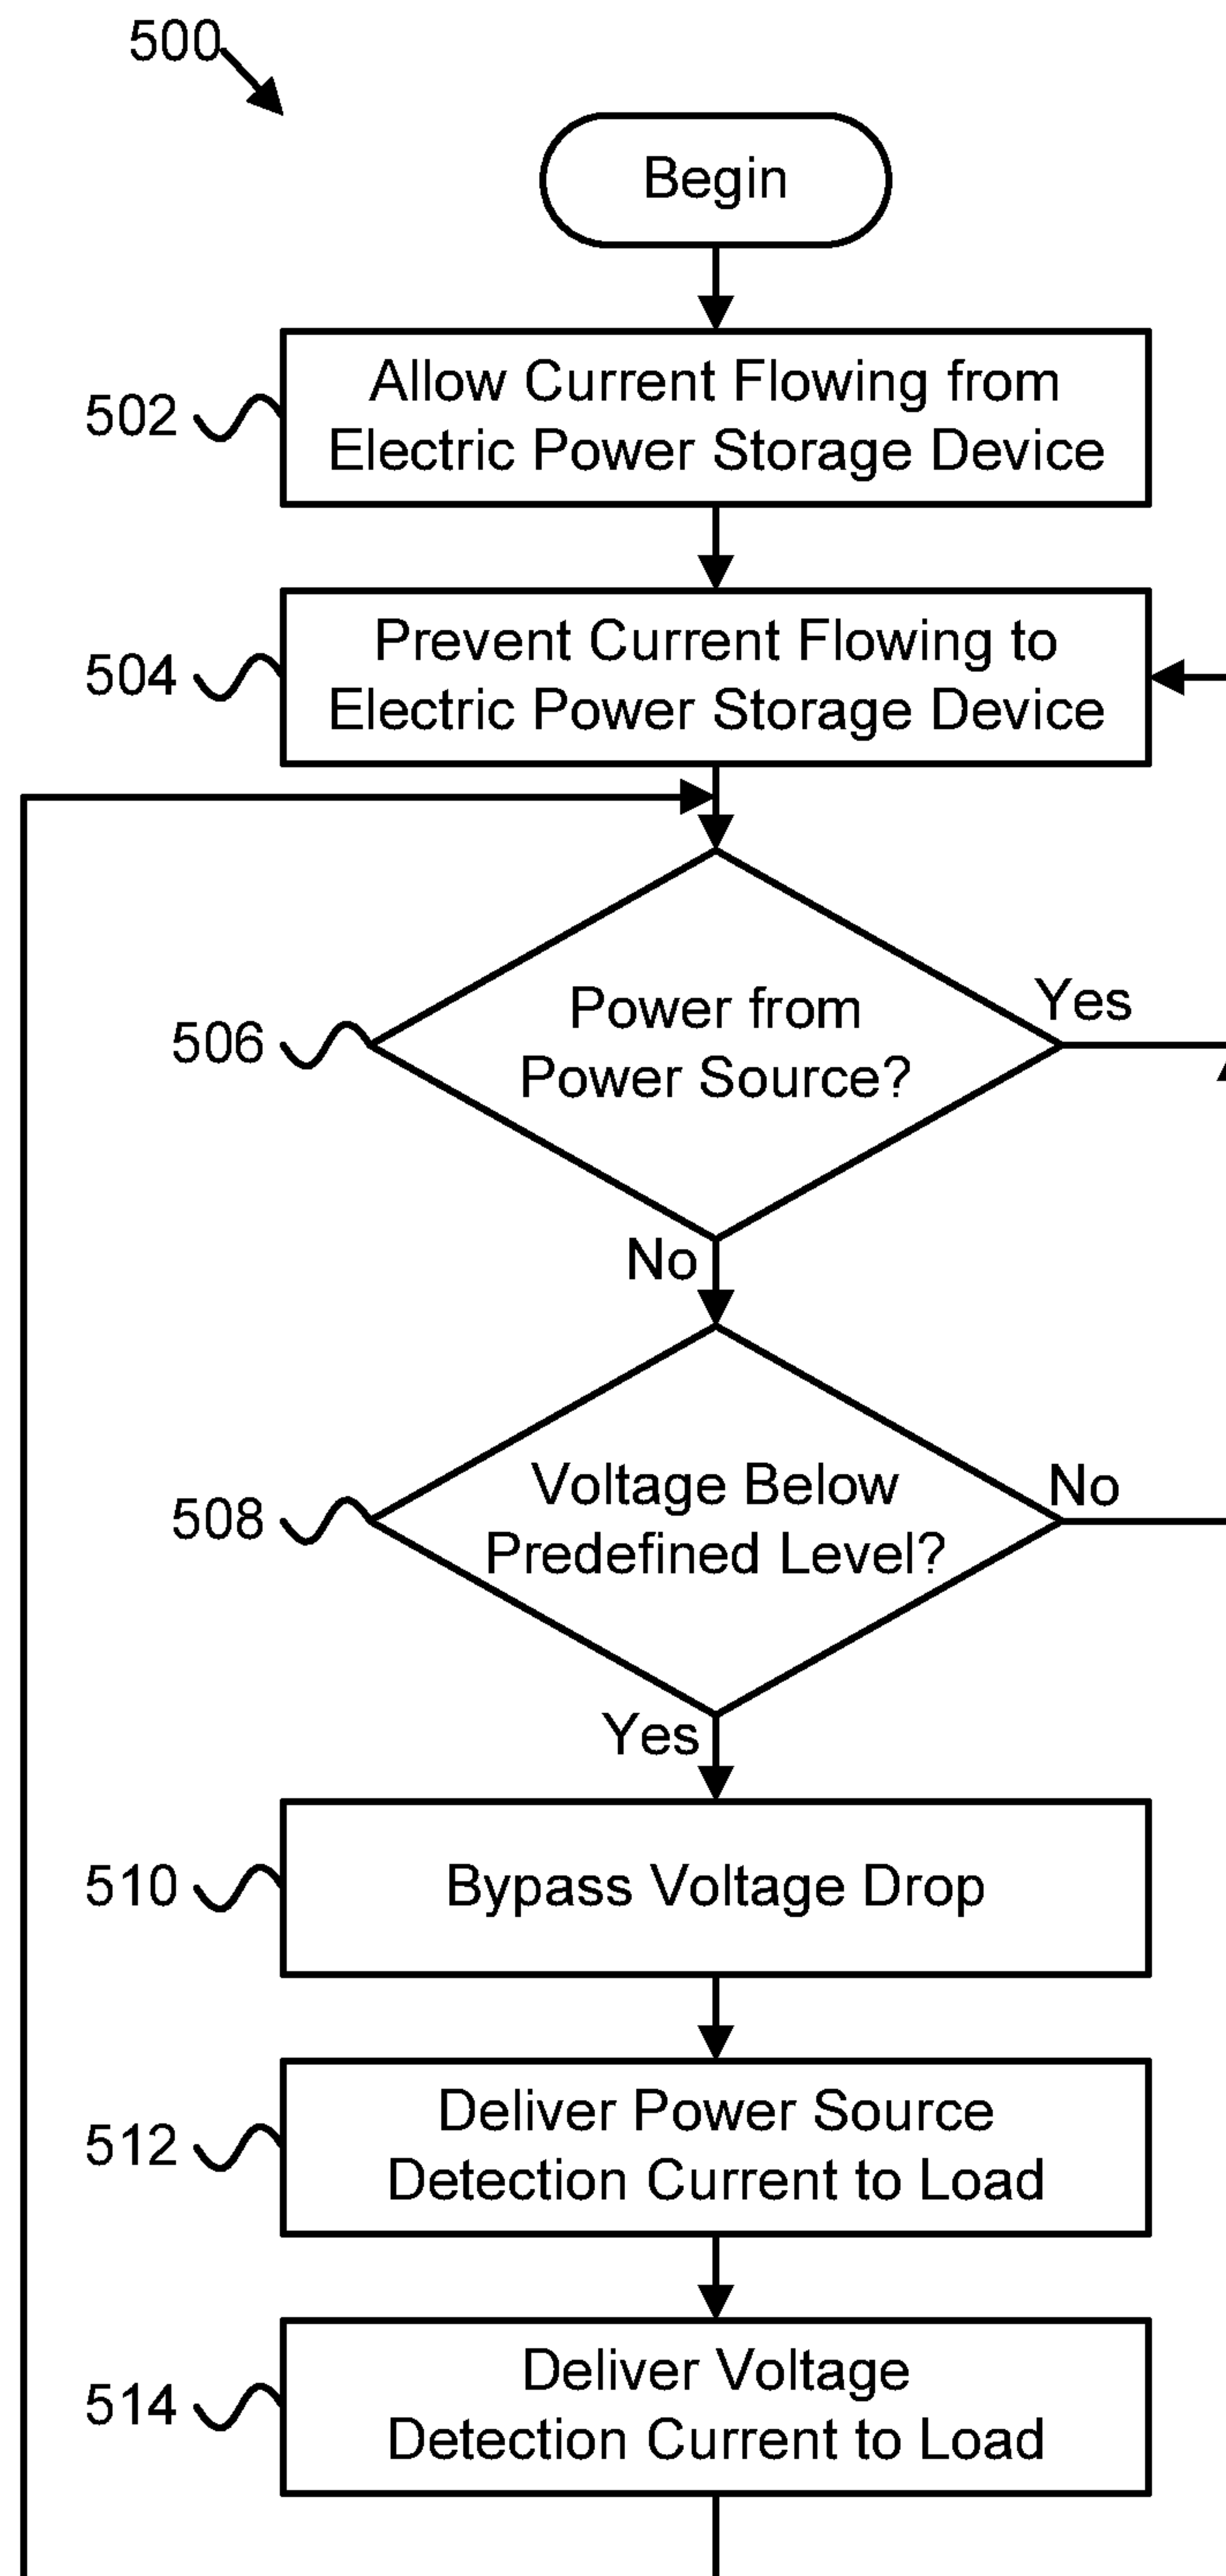 500
Begin
502
Allow Current Flowing from
Electric Power Storage Device
504
Prevent Current Flowing to
Electric Power Storage Device
506
Power from
Power Source?
Yes
No
508
Voltage Below
Predefined Level?
No
Yes
510
Bypass Voltage Drop
512
Deliver Power Source
Detection Current to Load
514
Deliver Voltage
Detection Current to Load